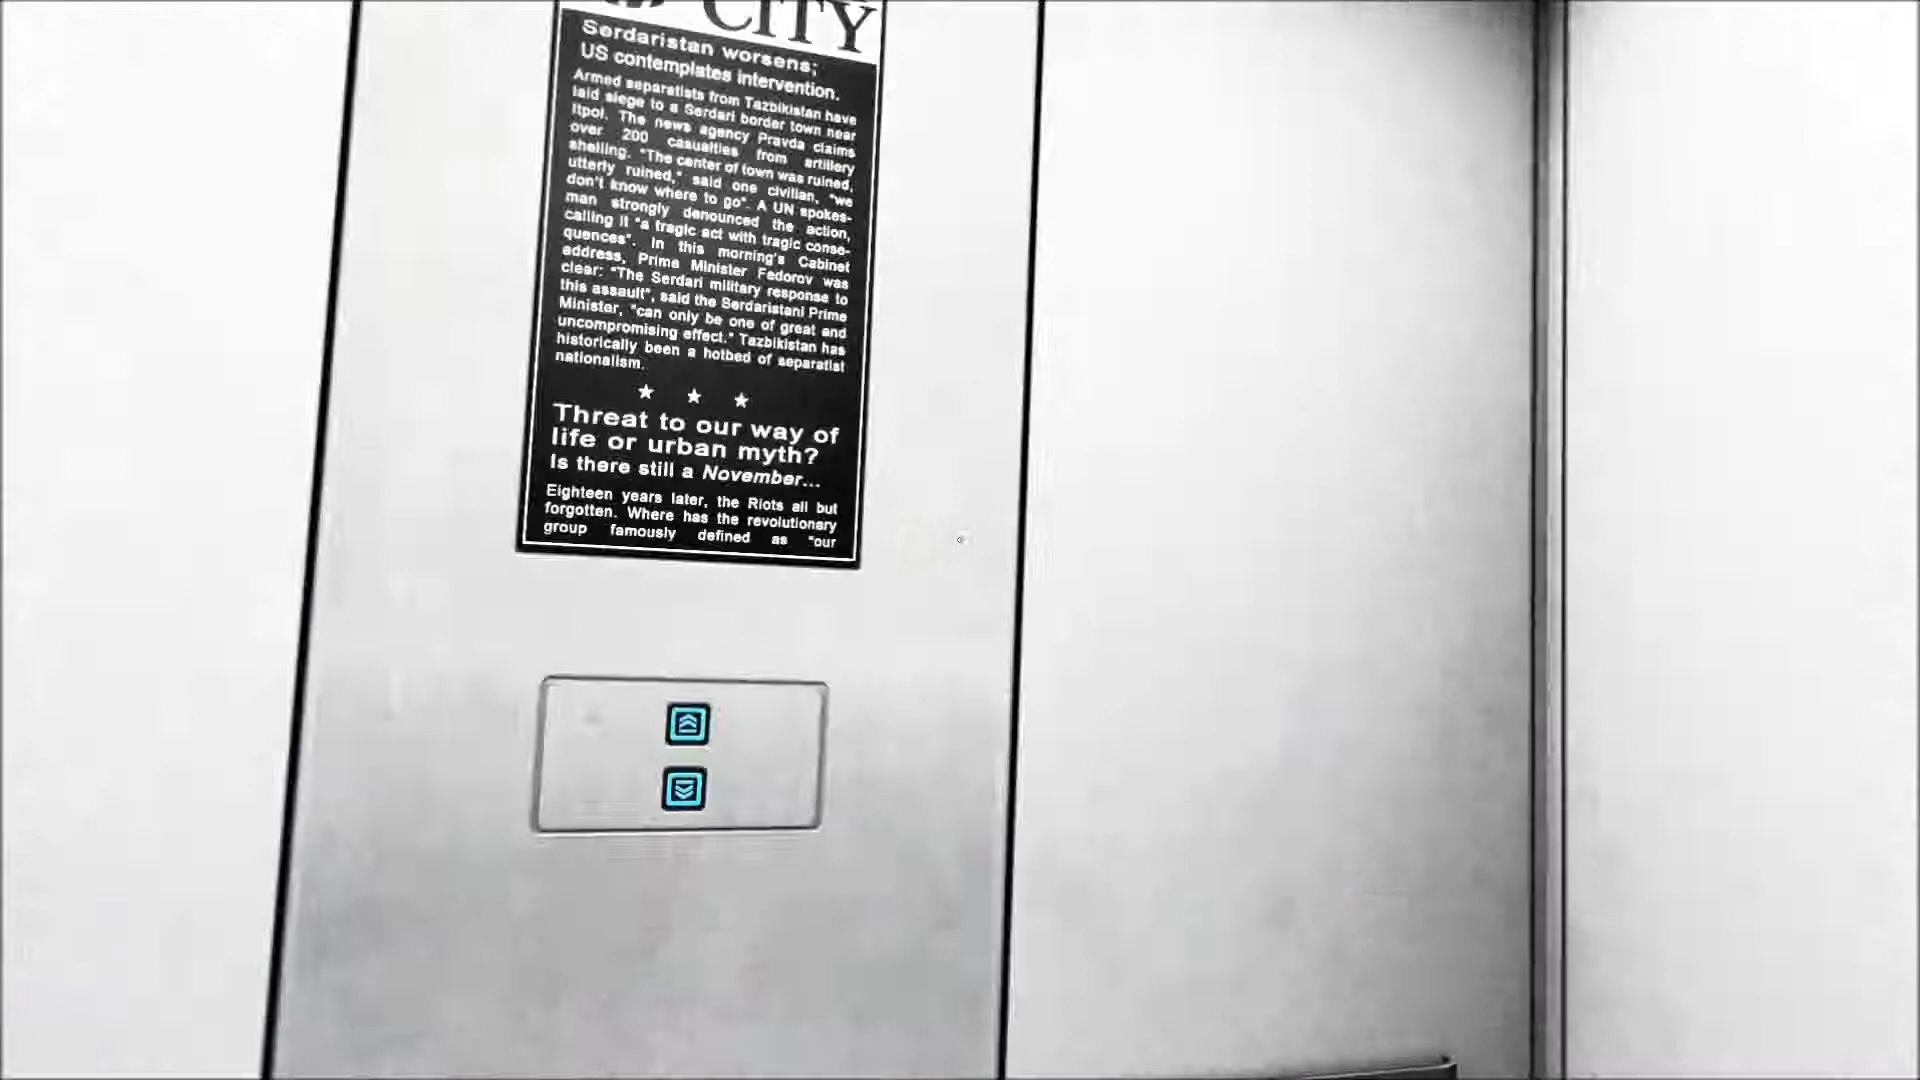 CITY
Serdaristan worsens;
US contemplates intervention.
Armed separatists from Tazbikistan have
laid siege to a Serdari border town near
Itpol. The news agency Pravda claims
over 200 casualties from artillery
shelling. "The center of town was ruined,
utterly ruined," said one civilian, "we
don't know where to go". A UN spokes-
man strongly denounced the action,
calling it "a tragic act with tragic conse-
quences". In this morning's Cabinet
address, Prime Minister Fedorov was
clear: "The Serdari military response to
this assault", said the Serdaristani Prime
Minister, "can only be one of great and
uncompromising effect." Tazbikistan has
historically been a hotbed of separatist
nationalism.
Threat to our way of
life or urban myth?
Is there still a November...
Eighteen years later, the Riots all but
forgotten. Where has the revolutionary
group famously defined as "our